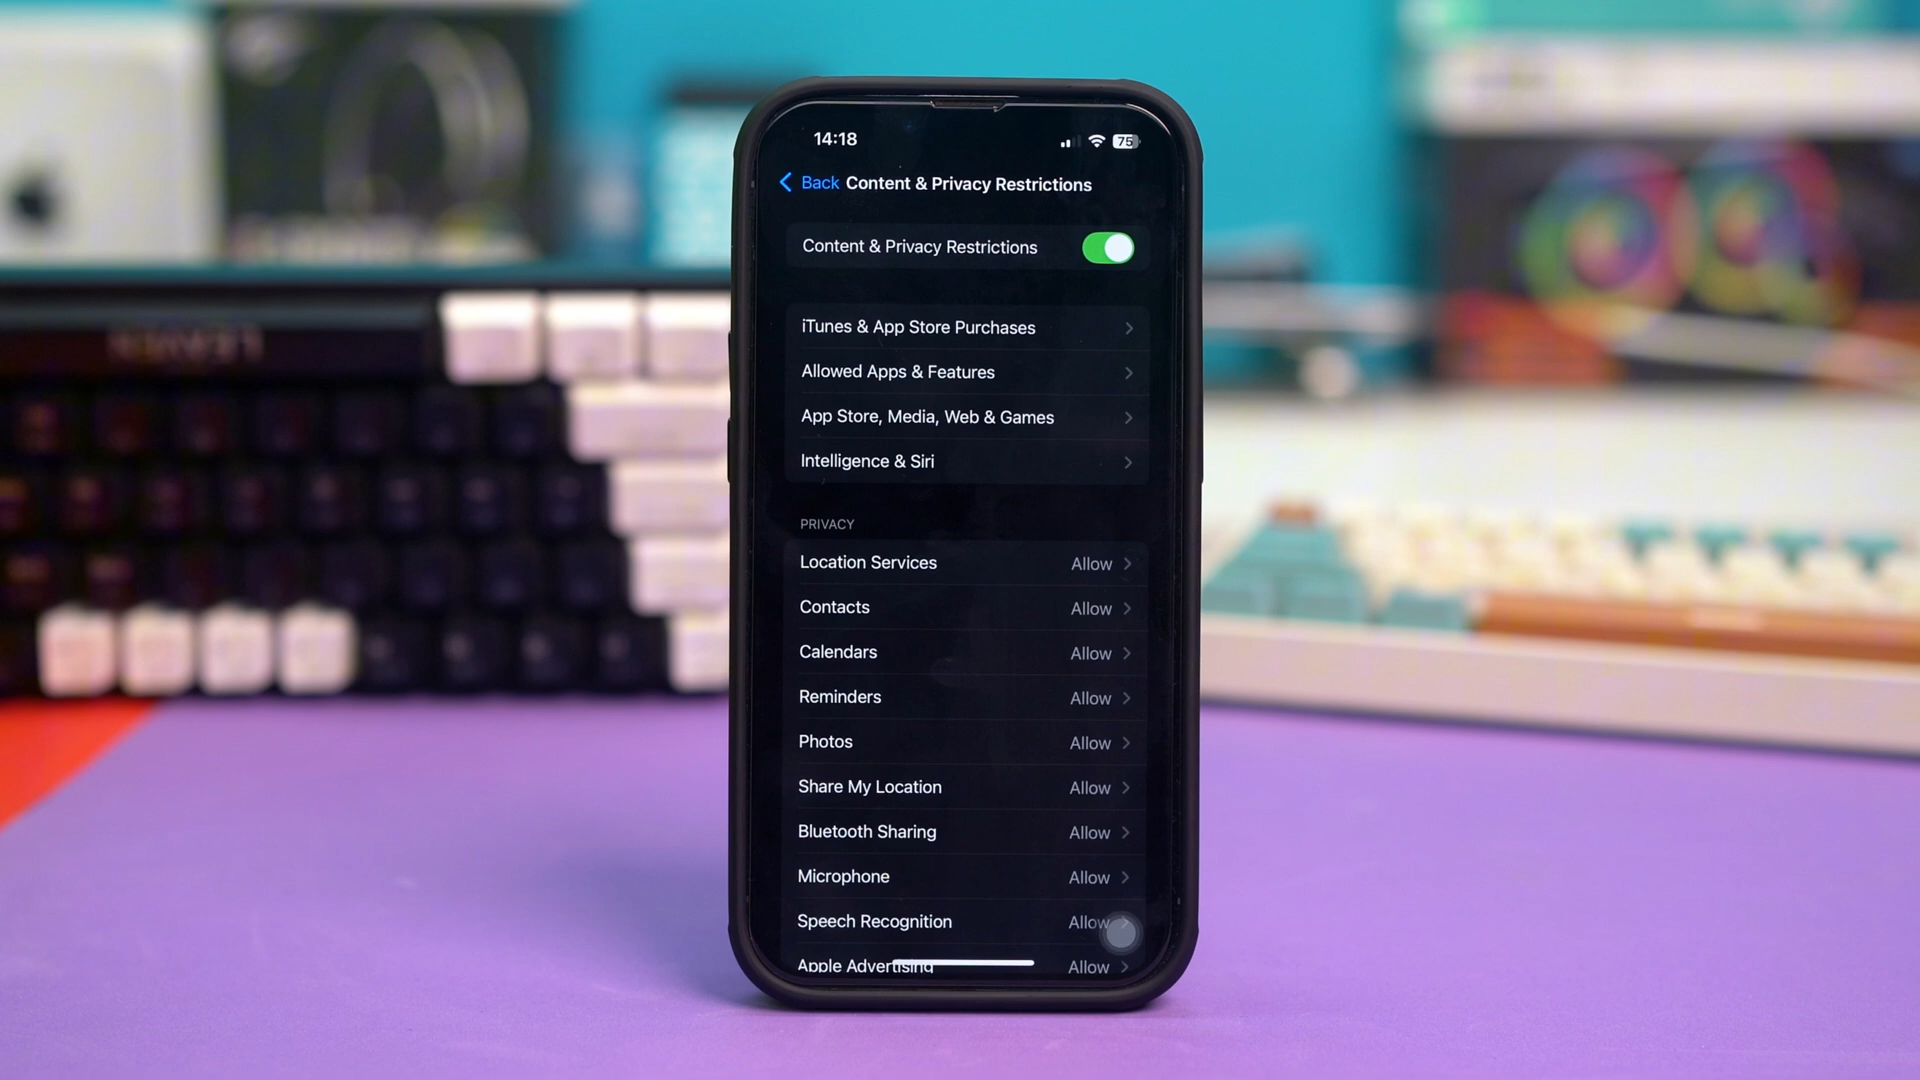 14:18
75
Back Content & Privacy Restrictions
Content & Privacy Restrictions
iTunes & App Store Purchases
Allowed Apps & Features
App Store, Media, Web & Games
Intelligence & Siri
PRIVACY
Location Services Allow
Contacts Allow
Calendars Allow
Reminders Allow
Photos Allow
Share My Location Allow
Bluetooth Sharing Allow
Microphone Allow
Speech Recognition Allow
Apple Advertising Allow